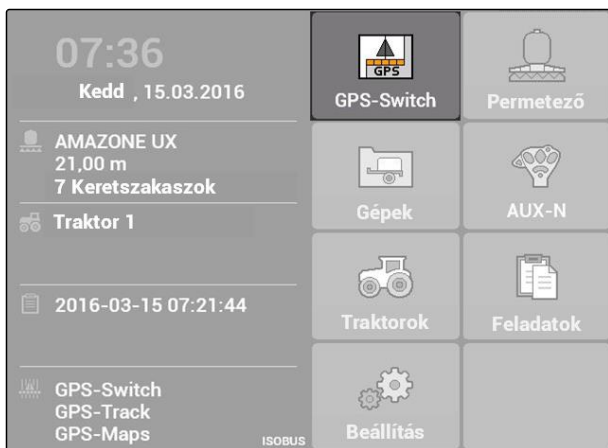 07:36
Kedd , 15.03.2016
AMAZONE UX
21,00 m
7 Keretszakaszok
Traktor 1
2016-03-15 07:21:44
GPS-Switch
GPS-Track
GPS-Maps
ISOBUS
GPS
GPS-Switch
Permetező
Gépek
AUX-N
Traktorok
Feladatok
Beállítás